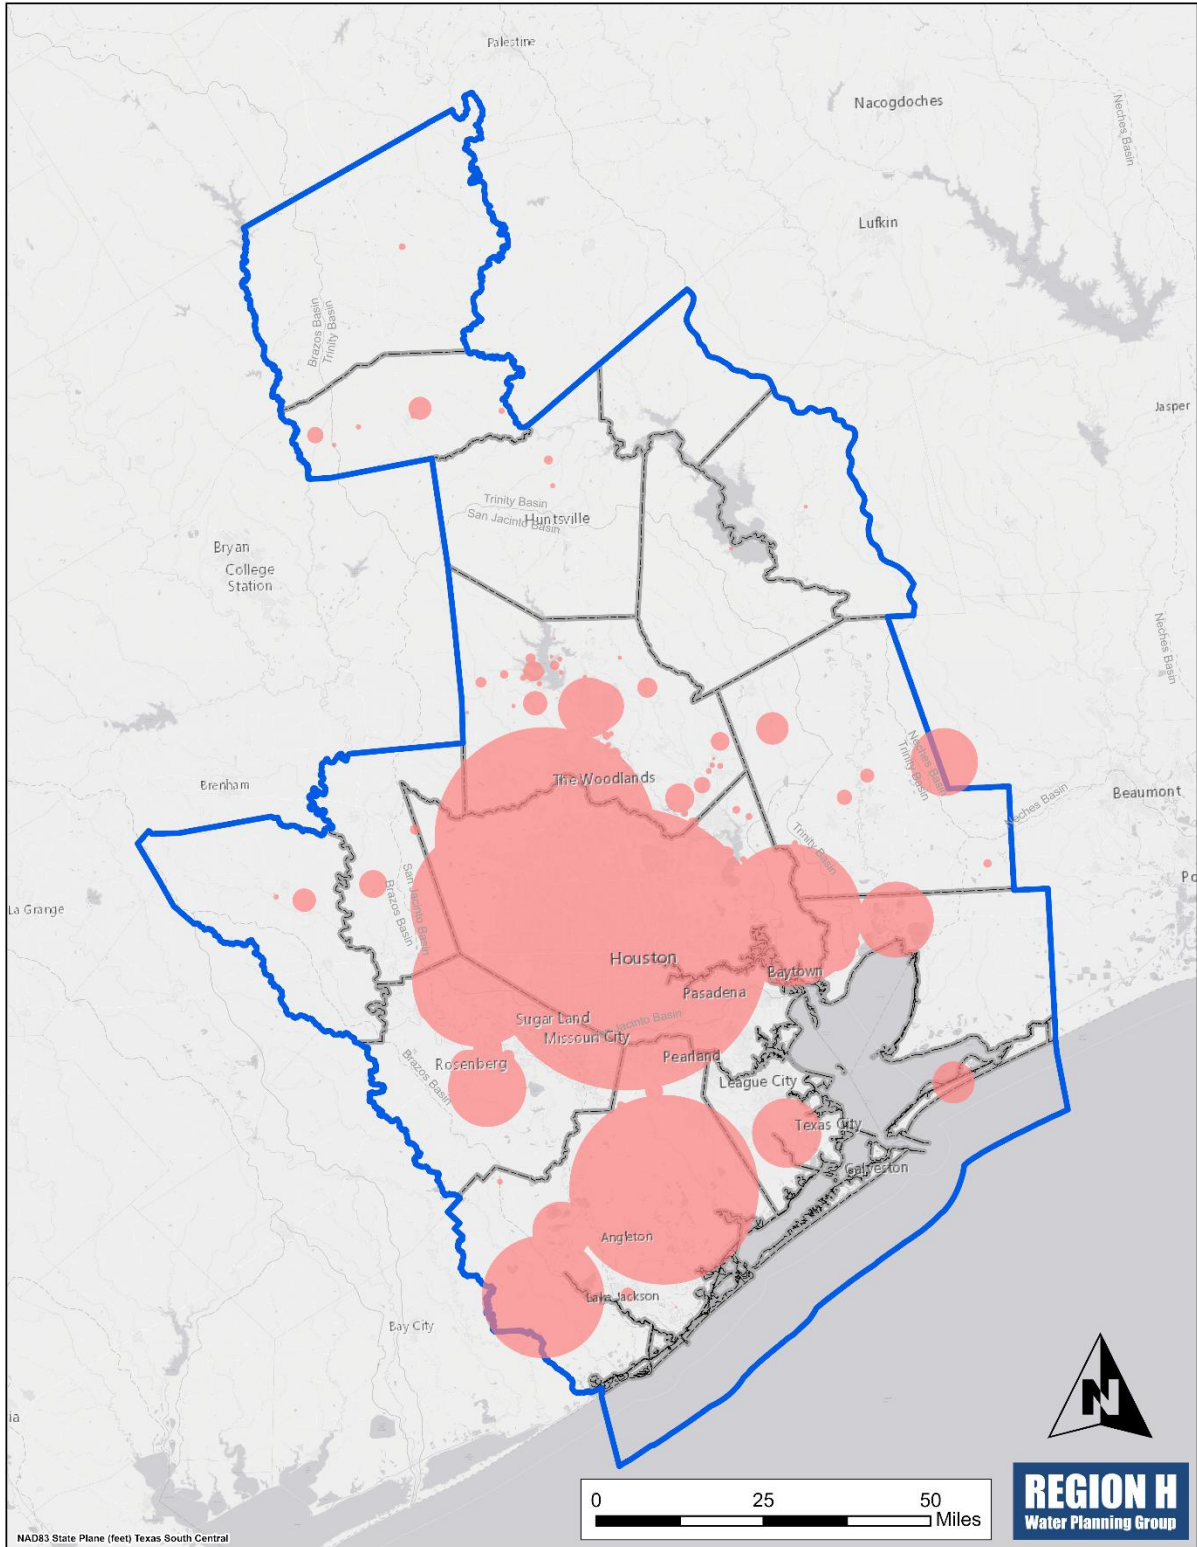 Palestine
Nacogdoches
Neches Basin
Lufkin
Brazos Basin
Trinity Basin
Jasper
Trinity Basin
San Jacinto Basin
Huntsville
Bryan
College
Station
Neches Basin
Neches Basin
Trinity Basin
The Woodlands
Brenham
Beaumont
Neches Basin
Trinity Basin
Po
San Jacinto Basin
Brazos Basin
La Grange
Houston
Baytown
Pasadena
Sugar Land
Jacinto Basin
Missouri City
Pearland
Rosenberg
Brazos Basin
League City
Texas City
Galveston
Angleton
Lake Jackson
Bay City
ia
N
0 25 50
Miles
REGION H
Water Planning Group
NAD83 State Plane (feet) Texas South Central